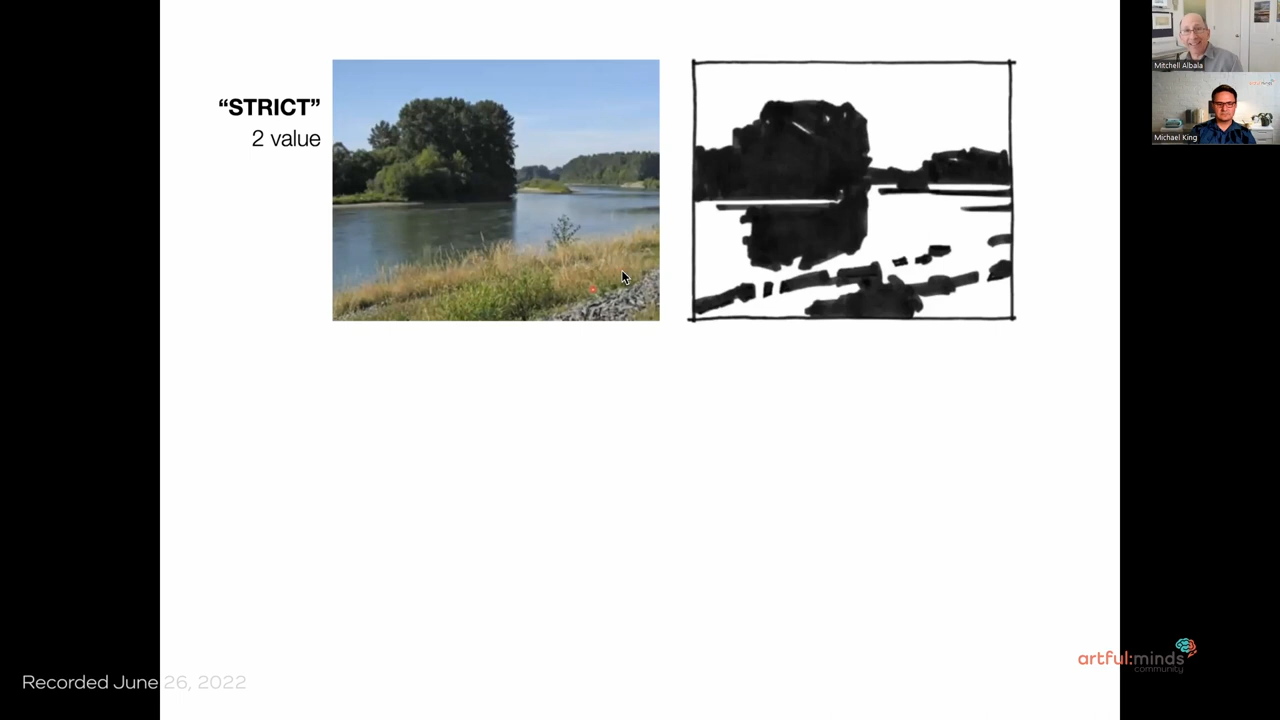 “STRICT”
2 value
Mitchell Albala
Michael King
artful:minds
community
Recorded June 26, 2022